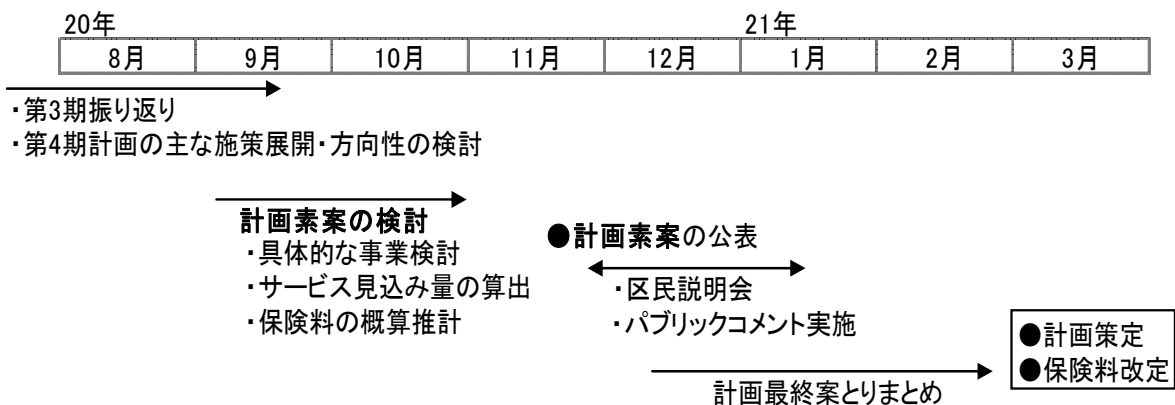 20年 21年
8月 9月 10月 11月 12月 1月 2月 3月
・第3期振り返り
・第4期計画の主な施策展開・方向性の検討
計画素案の検討
・具体的な事業検討
・サービス見込み量の算出
・保険料の概算推計
●計画素案の公表
・区民説明会
・パブリックコメント実施
計画最終案とりまとめ
●計画策定
●保険料改定